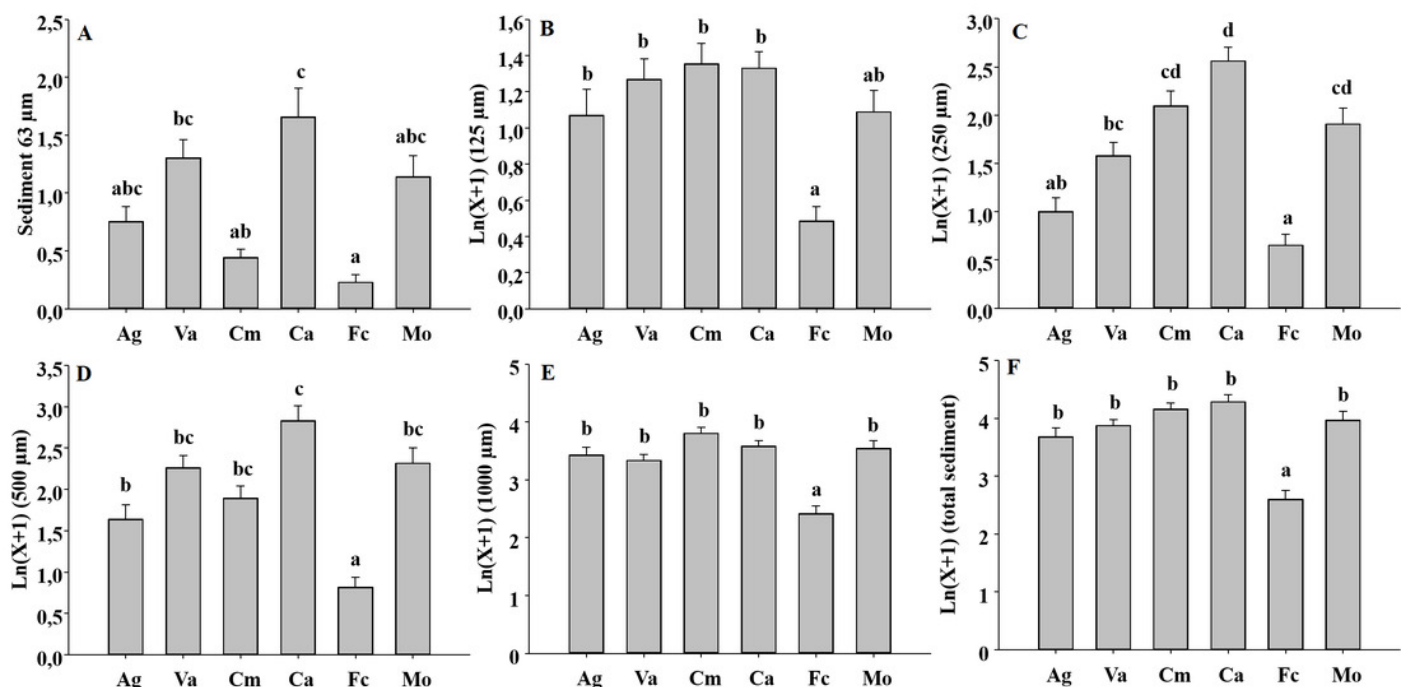 A
Sediment 63 µm
2,5
2,0
1,5
1,0
0,5
0,0
abc
bc
ab
c
a
abc
Ag Va Cm Ca Fc Mo
B
Ln(X+1) (125 µm)
1,6
1,4
1,2
1,0
0,8
0,6
0,4
0,2
0,0
b
b
b
b
a
ab
Ag Va Cm Ca Fc Mo
C
Ln(X+1) (250 µm)
3,0
2,5
2,0
1,5
1,0
0,5
0,0
ab
bc
cd
d
a
cd
Ag Va Cm Ca Fc Mo
D
Ln(X+1) (500 µm)
3,5
3,0
2,5
2,0
1,5
1,0
0,5
0,0
b
bc
bc
c
a
bc
Ag Va Cm Ca Fc Mo
E
Ln(X+1) (1000 µm)
5
4
3
2
1
0
b
b
b
b
a
b
Ag Va Cm Ca Fc Mo
F
Ln(X+1) (total sediment)
5
4
3
2
1
0
b
b
b
b
a
b
Ag Va Cm Ca Fc Mo